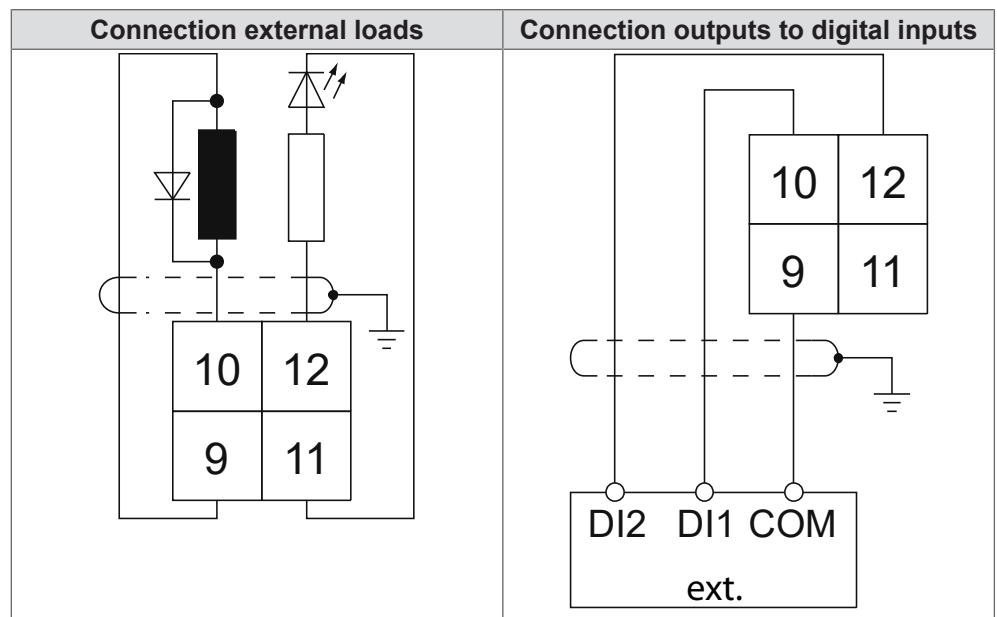 Connection external loads
Connection outputs to digital inputs
10 12
9 11
10 12
9 11
DI2 DI1 COM
ext.